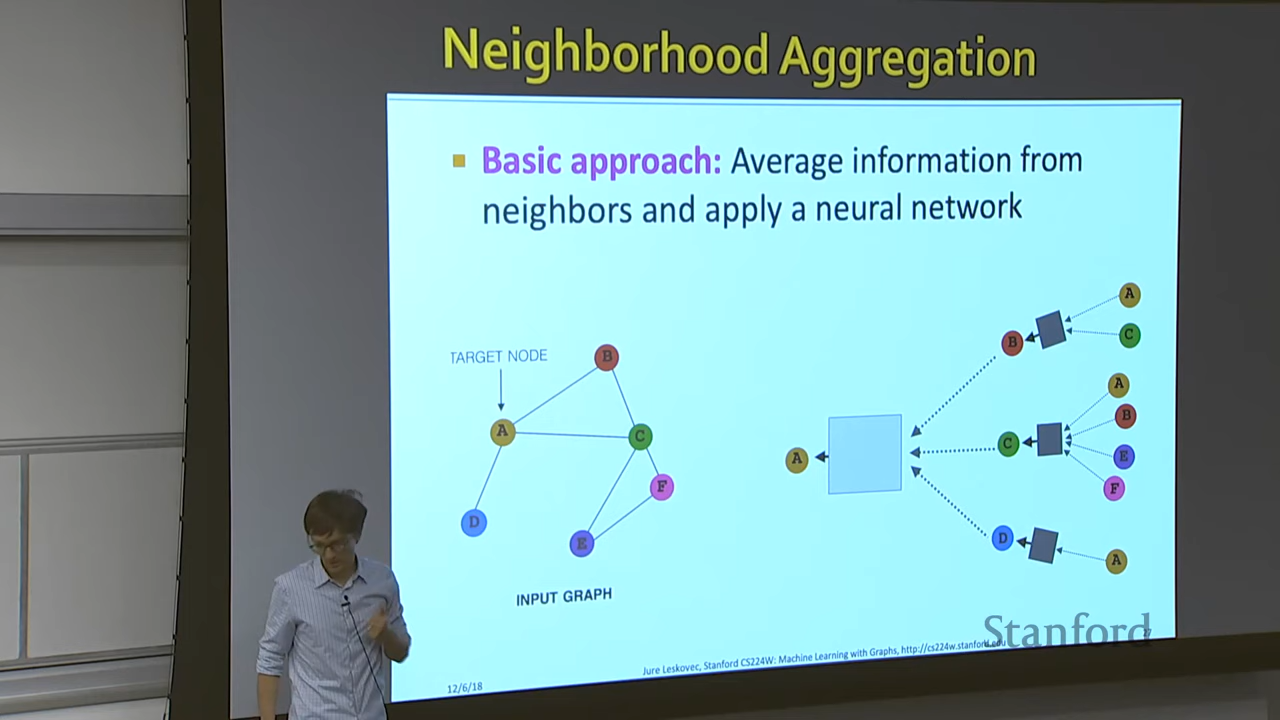 Neighborhood Aggregation
Basic approach: Average information from
neighbors and apply a neural network
TARGET NODE
A
B
C
D
E
F
INPUT GRAPH
A
B
C
D
A
C
A
B
E
F
A
Stanford
27
Jure Leskovec, Stanford CS224W: Machine Learning with Graphs, http://cs224w.stanford.edu
12/6/18